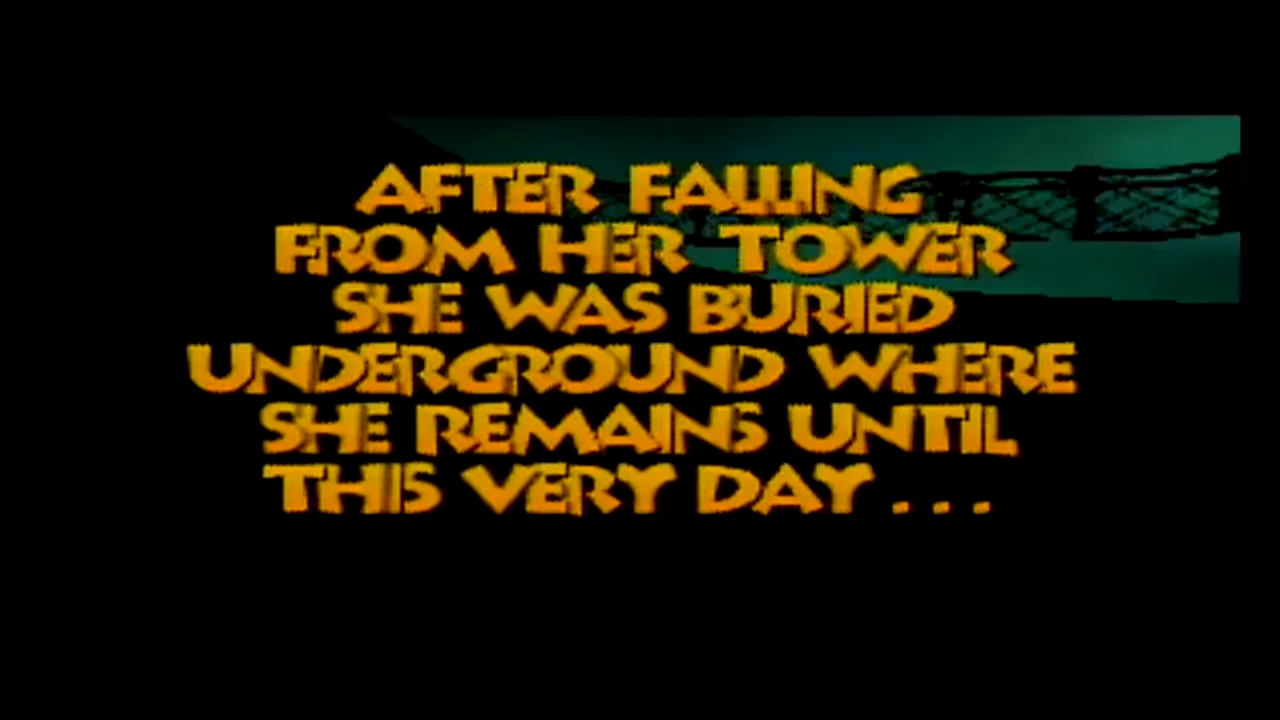 AFTER FALLING
FROM HER TOWER
SHE WAS BURIED
UNDERGROUND WHERE
SHE REMAINS UNTIL
THIS VERY DAY . . .